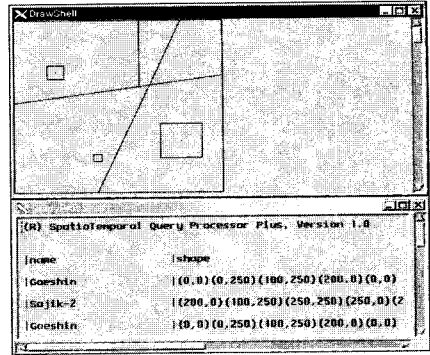 DrawShell
(R) SpatioTemporal Query Processor Plus, Version 1.0
|name |shape
|Gaeshin |(0,0)(0,250)(100,250)(200,0)(0,0)
|Sajik-2 |(200,0)(100,250)(250,250)(250,0)(2
|Gaeshin |(0,0)(0,250)(100,250)(200,0)(0,0)